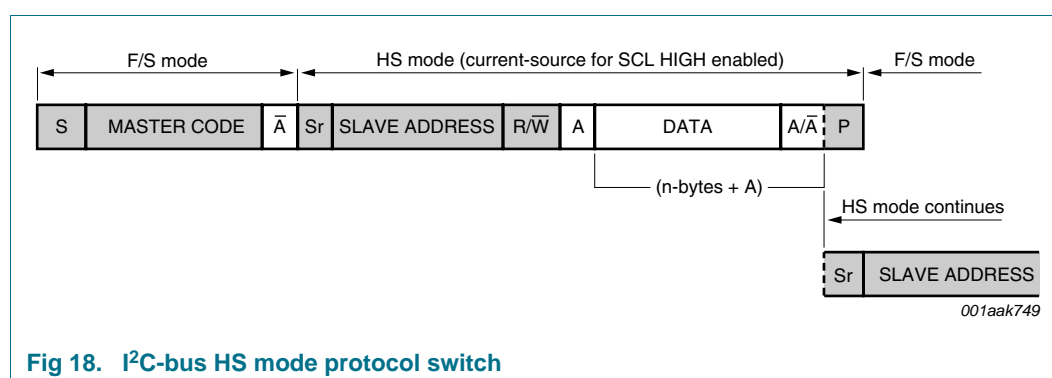 F/S mode HS mode (current-source for SCL HIGH enabled) F/S mode
S MASTER CODE A̅ Sr SLAVE ADDRESS R/W̅ A DATA A/A̅ P
(n-bytes + A)
HS mode continues
Sr SLAVE ADDRESS
001aak749
Fig 18. I²C-bus HS mode protocol switch